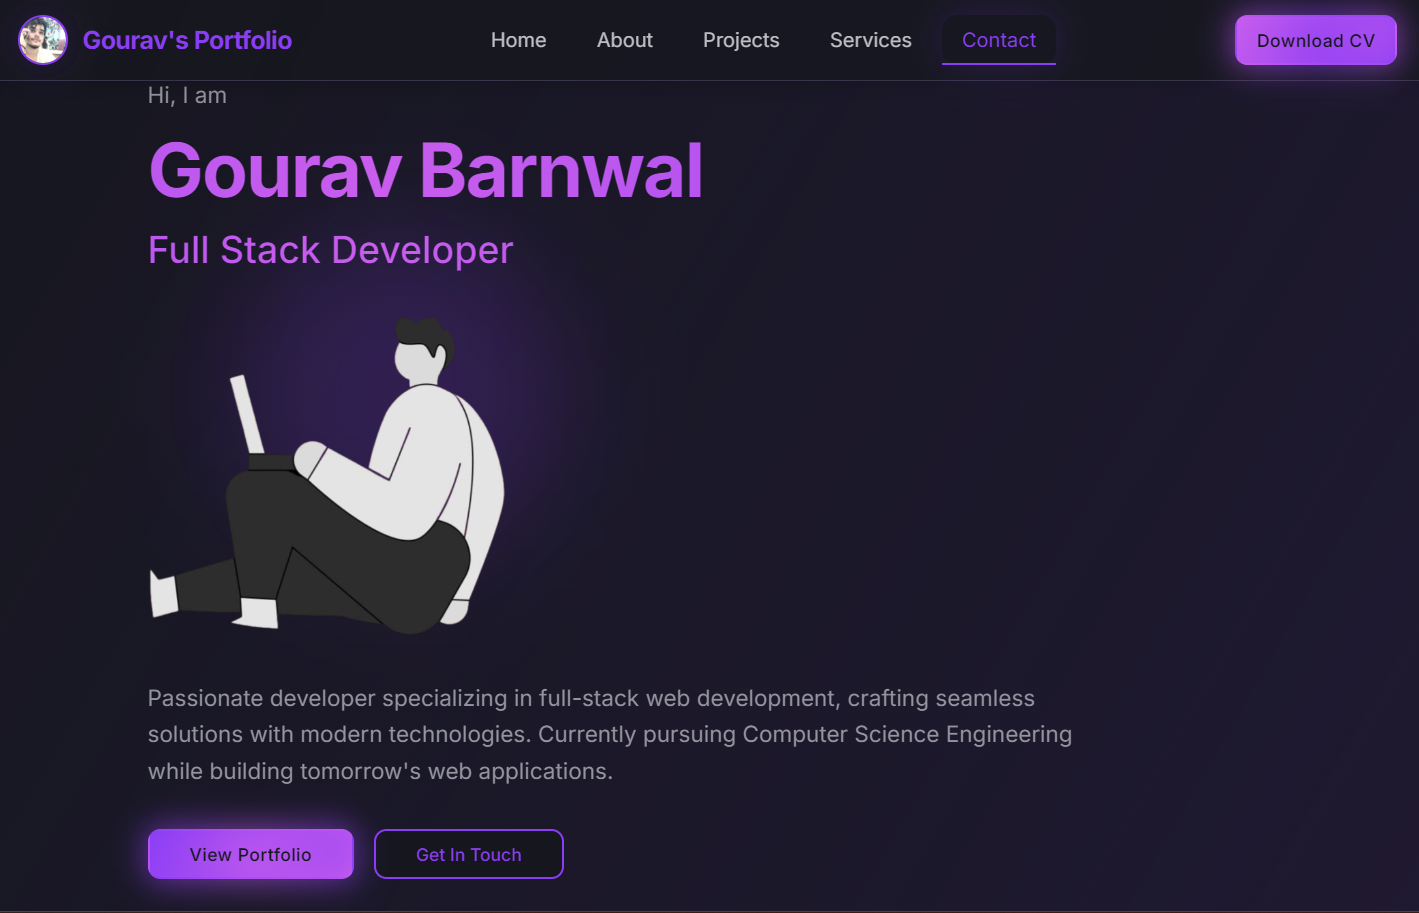 Gourav's Portfolio
Home
About
Projects
Services
Contact
Download CV
Hi, I am
Gourav Barnwal
Full Stack Developer
Passionate developer specializing in full-stack web development, crafting seamless
solutions with modern technologies. Currently pursuing Computer Science Engineering
while building tomorrow's web applications.
View Portfolio
Get In Touch